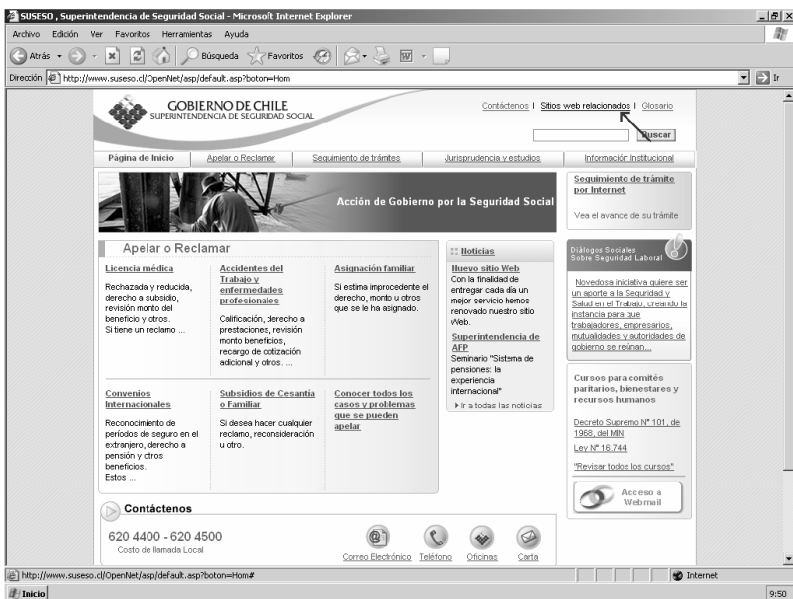 SUSESO , Superintendencia de Seguridad Social - Microsoft Internet Explorer
Archivo Edición Ver Favoritos Herramientas Ayuda
Atrás Búsqueda Favoritos
Dirección http://www.suseso.cl/OpenNet/asp/default.asp?boton=Hom Ir
GOBIERNO DE CHILE
SUPERINTENDENCIA DE SEGURIDAD SOCIAL
Contáctenos | Sitios web relacionados | Glosario
Buscar
Página de Inicio Apelar o Reclamar Seguimiento de trámites Jurisprudencia y estudios Información Institucional
Acción de Gobierno por la Seguridad Social
Seguimiento de trámite
por Internet
Vea el avance de su trámite
Apelar o Reclamar
Licencia médica
Rechazada y reducida,
derecho a subsidio,
revisión monto del
beneficio y otros.
Si tiene un reclamo ...
Accidentes del
Trabajo y
enfermedades
profesionales
Calificación, derecho a
prestaciones, revisión
monto beneficios,
recargo de cotización
adicional y otros. ...
Asignación familiar
Si estima improcedente el
derecho, monto u otros
que se le ha asignado.
Convenios
Internacionales
Reconocimiento de
períodos de seguro en el
extranjero, derecho a
pensión y otros
beneficios.
Estos ...
Subsidios de Cesantía
o Familiar
Si desea hacer cualquier
reclamo, reconsideración
u otro.
Conocer todos los
casos y problemas
que se pueden
apelar
Noticias
Nuevo sitio Web
Con la finalidad de
entregar cada día un
mejor servicio hemos
renovado nuestro sitio
Web.
Superintendencia de
AFP
Seminario "Sistema de
pensiones: la
experiencia
internacional"
Ir a todas las noticias
Diálogos Sociales
Sobre Seguridad Laboral
Novedosa iniciativa quiere ser
un aporte a la Seguridad y
Salud en el Trabajo, creando la
instancia para que
trabajadores, empresarios,
mutualidades y autoridades de
gobierno se reúnan...
Cursos para comités
paritarios, bienestares y
recursos humanos
Decreto Supremo N° 101, de
1968, del MIN
Ley N° 16.744
"Revisar todos los cursos"
Acceso a
Webmail
Contáctenos
620 4400 - 620 4500
Costo de llamada Local
Correo Electrónico Teléfono Oficinas Carta
http://www.suseso.cl/OpenNet/asp/default.asp?boton=Hom# Internet
Inicio 9:50